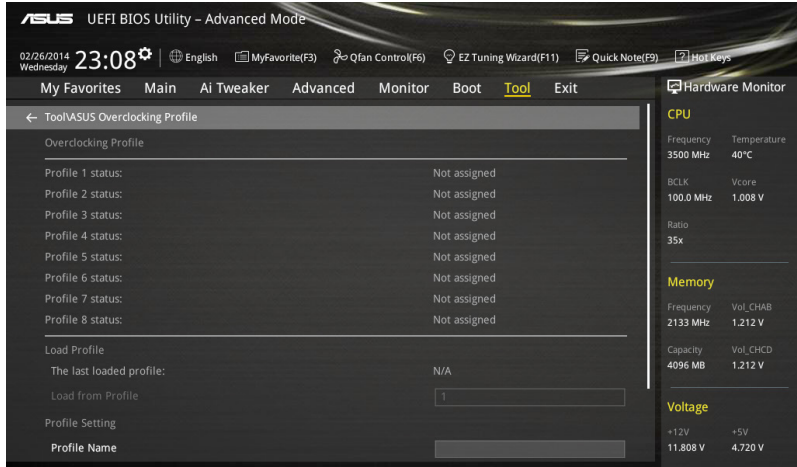 ASUS UEFI BIOS Utility – Advanced Mode
02/26/2014
Wednesday
23:08
English
MyFavorite(F3)
Qfan Control(F6)
EZ Tuning Wizard(F11)
Quick Note(F9)
? Hot Keys
My Favorites Main Ai Tweaker Advanced Monitor Boot Tool Exit
← Tool\ASUS Overclocking Profile
Overclocking Profile
Profile 1 status: Not assigned
Profile 2 status: Not assigned
Profile 3 status: Not assigned
Profile 4 status: Not assigned
Profile 5 status: Not assigned
Profile 6 status: Not assigned
Profile 7 status: Not assigned
Profile 8 status: Not assigned
Load Profile
The last loaded profile: N/A
Load from Profile 1
Profile Setting
Profile Name
Hardware Monitor
CPU
Frequency Temperature
3500 MHz 40°C
BCLK Vcore
100.0 MHz 1.008 V
Ratio
35x
Memory
Frequency Vol_CHAB
2133 MHz 1.212 V
Capacity Vol_CHCD
4096 MB 1.212 V
Voltage
+12V +5V
11.808 V 4.720 V